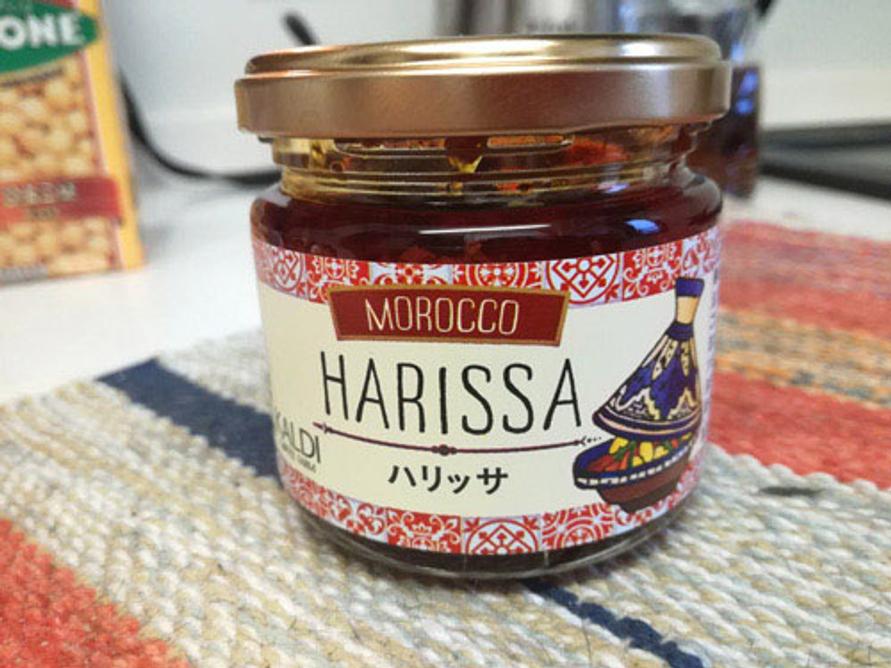 ONE
MOROCCO
HARISSA
KALDI
ハリッサ